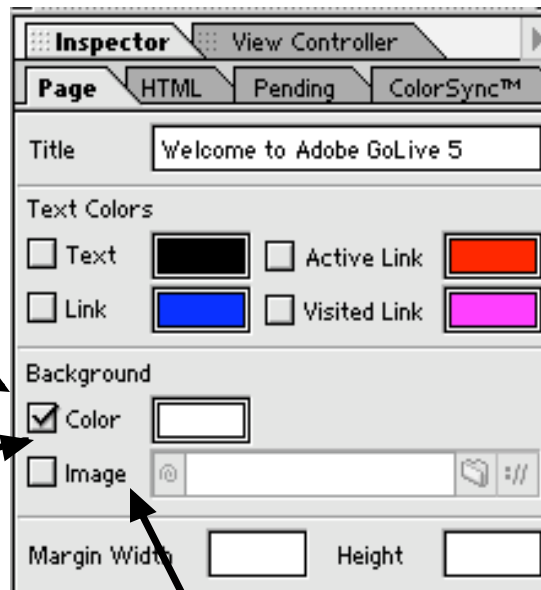 Inspector View Controller
Page HTML Pending ColorSync™
Title Welcome to Adobe GoLive 5
Text Colors
Text Active Link
Link Visited Link
Background
Color
Image ://
Margin Width Height